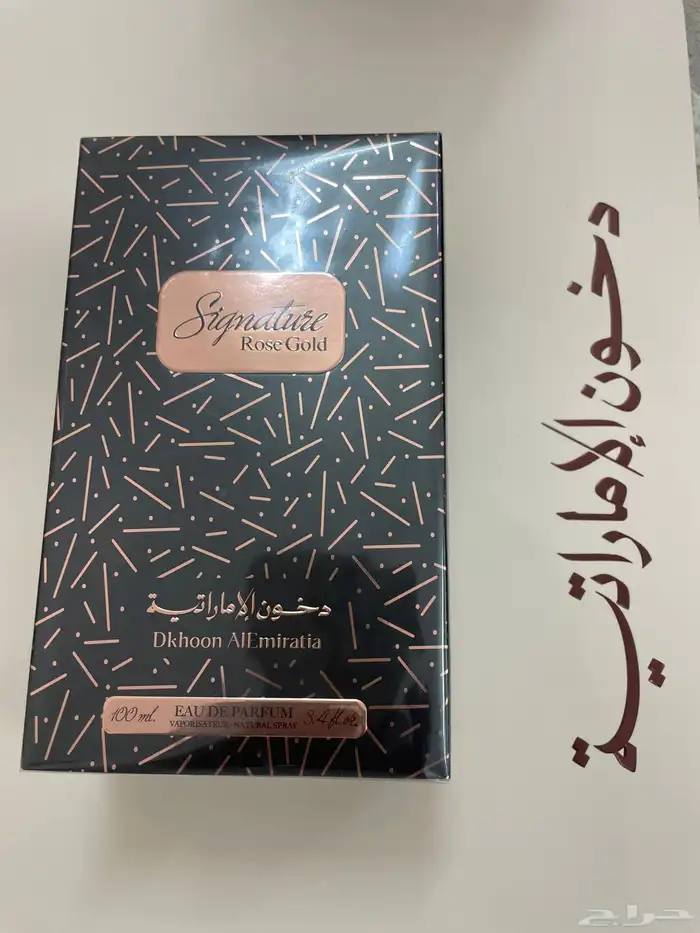 Signature
Rose Gold
دخون الإماراتية
Dkhoon AlEmiratia
100 ml.
EAU DE PARFUM
VAPORISATEUR - NATURAL SPRAY
3.4 fl.oz.
دخون الإماراتية
حراج